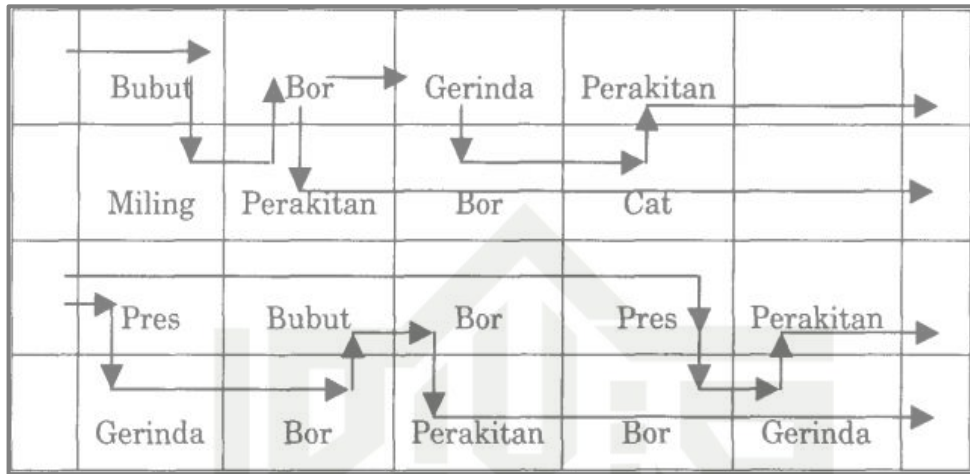 Bubut Bor Gerinda Perakitan
Miling Perakitan Bor Cat
Pres Bubut Bor Pres Perakitan
Gerinda Bor Perakitan Bor Gerinda